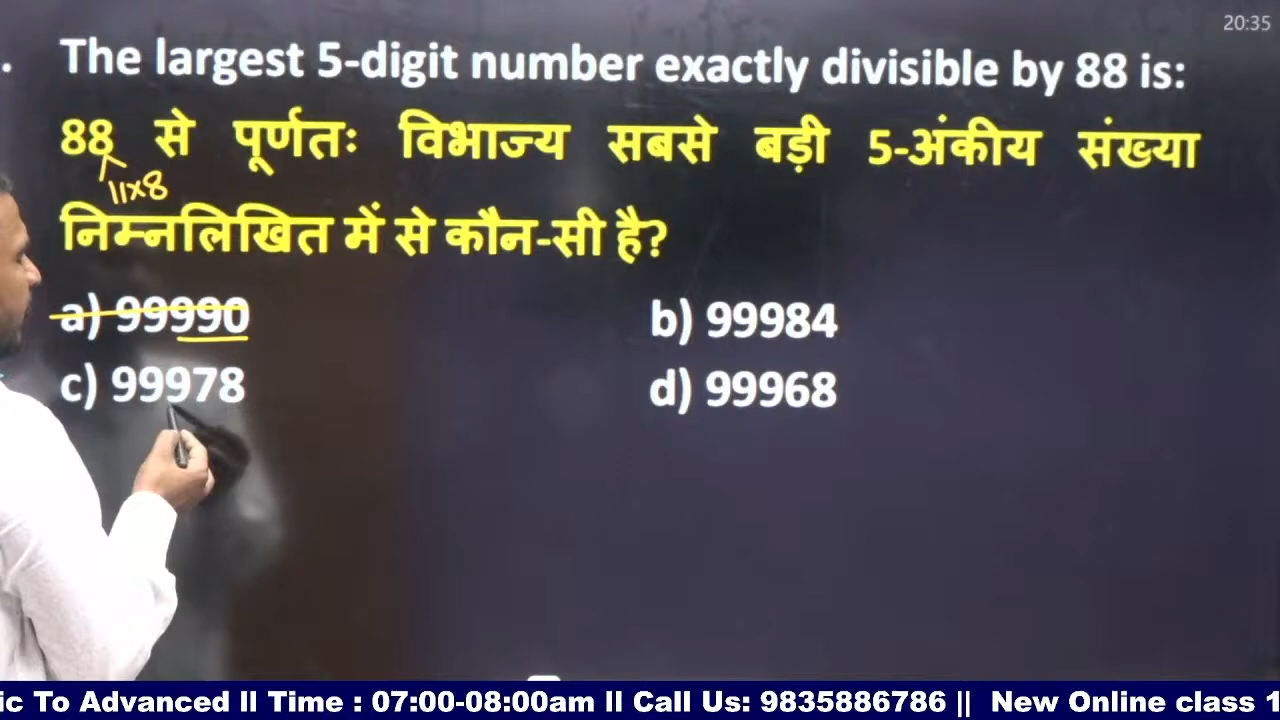 20:35
. The largest 5-digit number exactly divisible by 88 is:
88 से पूर्णतः विभाज्य सबसे बड़ी 5-अंकीय संख्या
11x8
निम्नलिखित में से कौन-सी है?
a) 99990 b) 99984
c) 99978 d) 99968
ic To Advanced ll Time : 07:00-08:00am ll Call Us: 9835886786 || New Online class 1